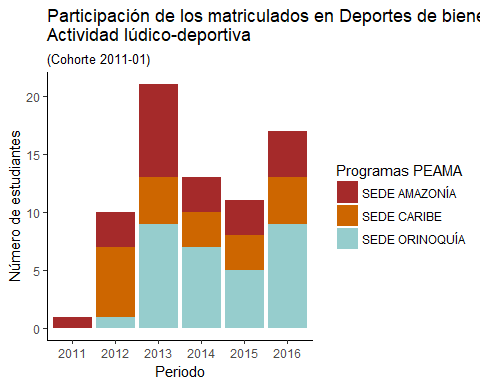 Participación de los matriculados en Deportes de
Actividad lúdico-deportiva
(Cohorte 2011-01)
Número de estudiantes
20
15
10
5
0
2011 2012 2013 2014 2015 2016
Periodo
Programas PEAMA
SEDE AMAZONÍA
SEDE CARIBE
SEDE ORINOQUÍA